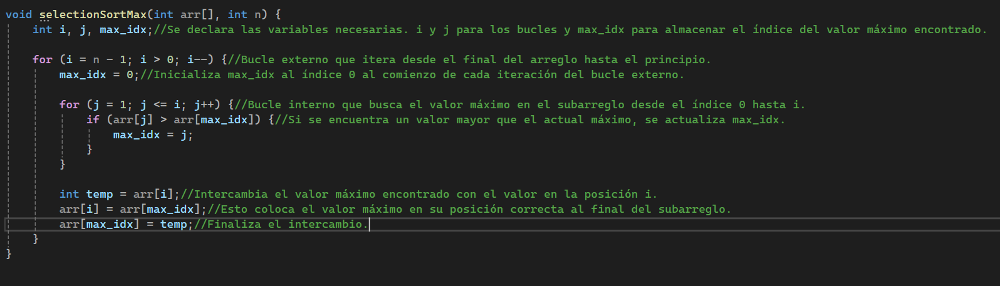 void selectionSortMax(int arr[], int n) {
    int i, j, max_idx;//Se declara las variables necesarias. i y j para los bucles y max_idx para almacenar el índice del valor máximo encontrado.
    for (i = n - 1; i > 0; i--) {//Bucle externo que itera desde el final del arreglo hasta el principio.
        max_idx = 0;//Inicializa max_idx al índice 0 al comienzo de cada iteración del bucle externo.
        for (j = 1; j <= i; j++) {//Bucle interno que busca el valor máximo en el subarreglo desde el índice 0 hasta i.
            if (arr[j] > arr[max_idx]) {//Si se encuentra un valor mayor que el actual máximo, se actualiza max_idx.
                max_idx = j;
            }
        }
        int temp = arr[i];//Intercambia el valor máximo encontrado con el valor en la posición i.
        arr[i] = arr[max_idx];//Esto coloca el valor máximo en su posición correcta al final del subarreglo.
        arr[max_idx] = temp;//Finaliza el intercambio.
    }
}